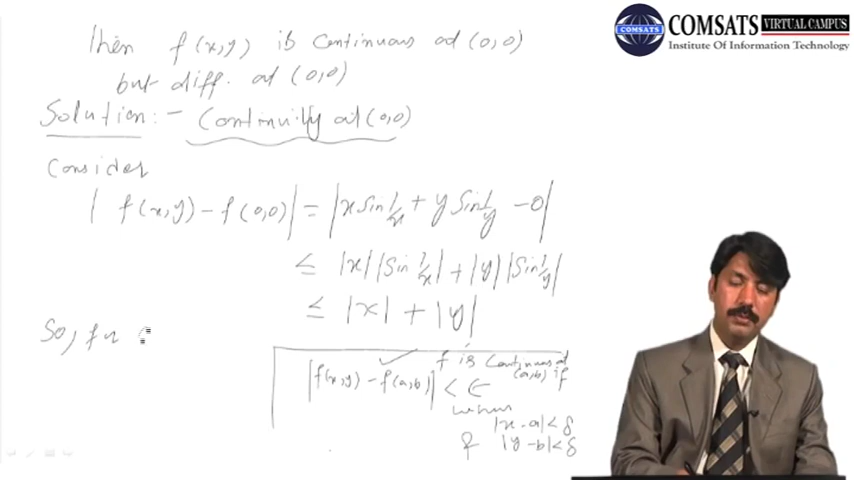 COMSATS VIRTUAL CAMPUS
Institute Of Information Technology
COMSATS
then f(x,y) is continuous at (0,0)
but diff. at (0,0)
Solution:- Continuity at (0,0)
Consider
| f(x,y) - f(0,0) | = | x Sin 1/x + y Sin 1/y - 0 |
≤ |x| |Sin 1/x| + |y| |Sin 1/y|
≤ |x| + |y|
So, for
f is continuous at
(a,b) if
|f(x,y) - f(a,b)| < ∈
when
|x - a| < δ
& |y - b| < δ